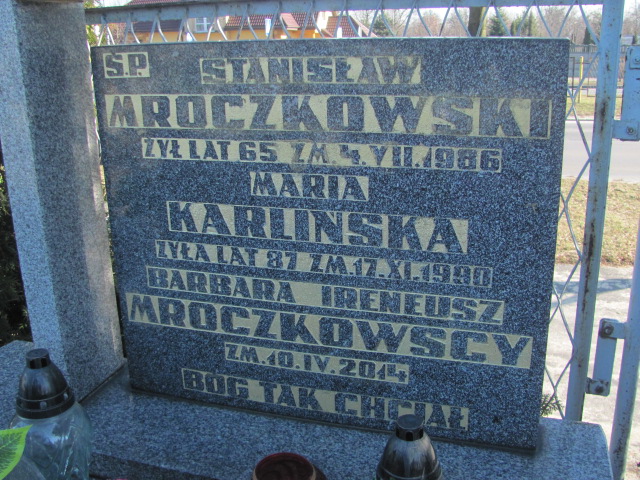 Ś.P. STANISŁAW
MROCZKOWSKI
ŻYŁ LAT 65 ZM. 4.VII.1986
MARIA
KARLIŃSKA
ŻYŁA LAT 87 ZM. 17.XI.1990
BARBARA IRENEUSZ
MROCZKOWSCY
ZM. 10.IV.2014
BÓG TAK CHCIAŁ